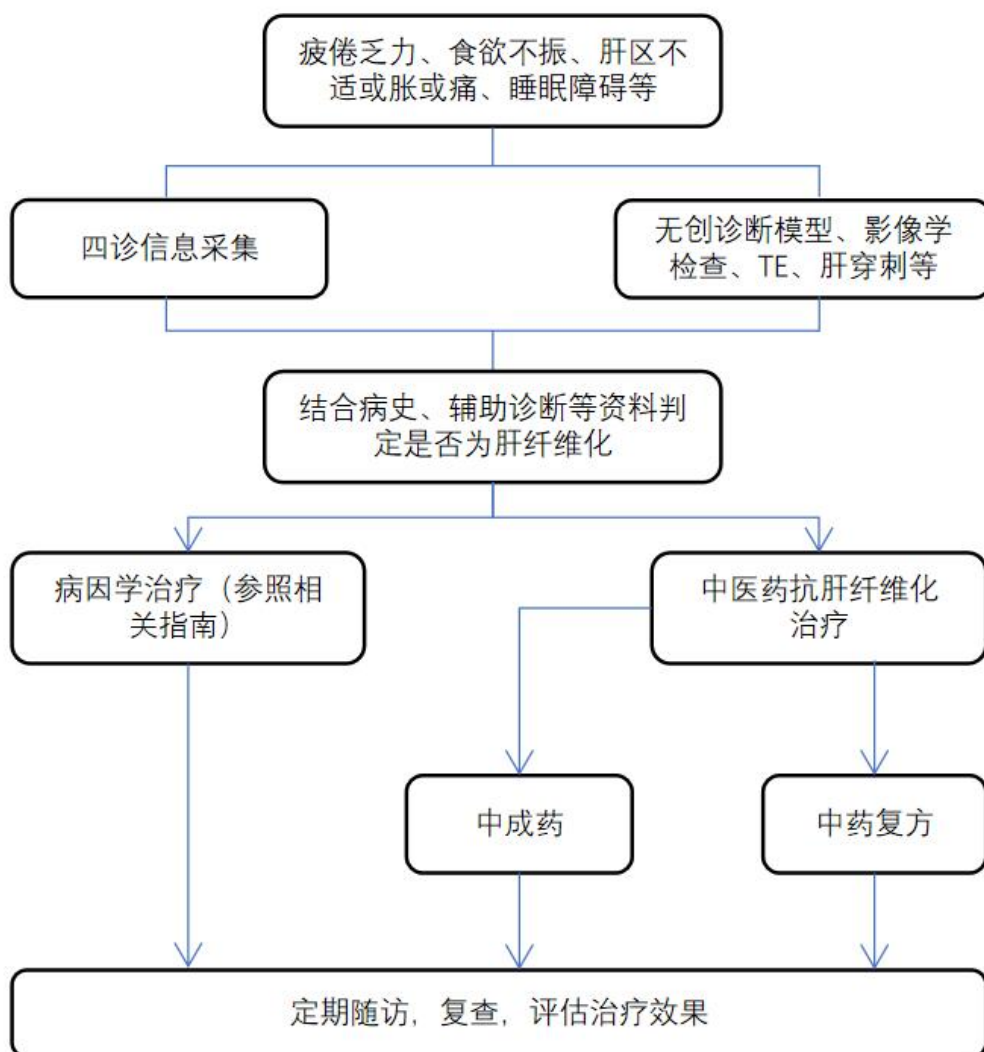 疲倦乏力、食欲不振、肝区不
适或胀或痛、睡眠障碍等
四诊信息采集
无创诊断模型、影像学
检查、TE、肝穿刺等
结合病史、辅助诊断等资料判
定是否为肝纤维化
病因学治疗（参照相
关指南）
中医药抗肝纤维化
治疗
中成药
中药复方
定期随访，复查，评估治疗效果